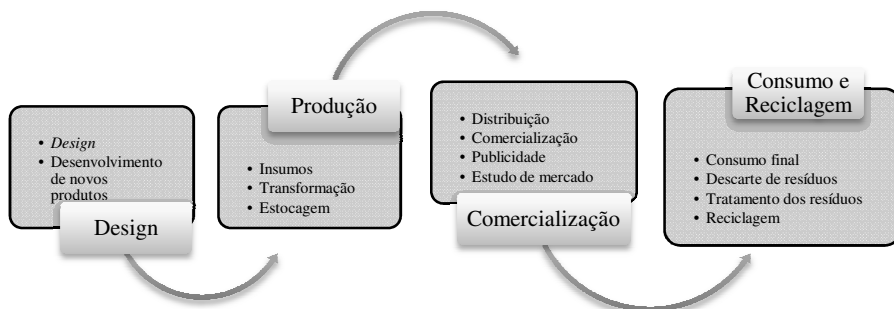 • Design
• Desenvolvimento
de novos
produtos
Design
Produção
• Insumos
• Transformação
• Estocagem
• Distribuição
• Comercialização
• Publicidade
• Estudo de mercado
Comercialização
Consumo e
Reciclagem
• Consumo final
• Descarte de resíduos
• Tratamento dos resíduos
• Reciclagem